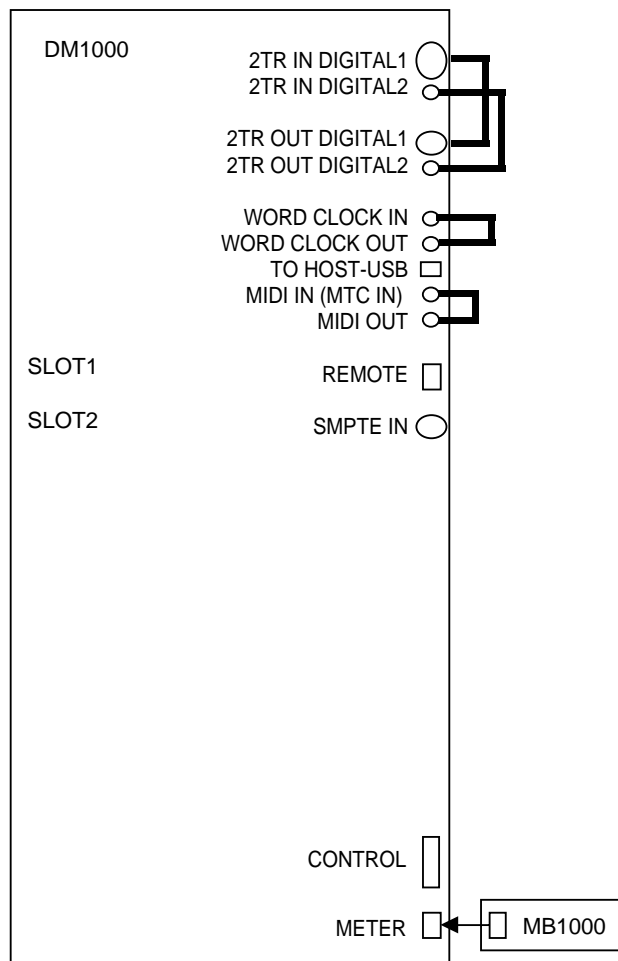 DM1000
2TR IN DIGITAL1
2TR IN DIGITAL2
2TR OUT DIGITAL1
2TR OUT DIGITAL2
WORD CLOCK IN
WORD CLOCK OUT
TO HOST-USB
MIDI IN (MTC IN)
MIDI OUT
SLOT1
REMOTE
SLOT2
SMPTE IN
CONTROL
METER
MB1000